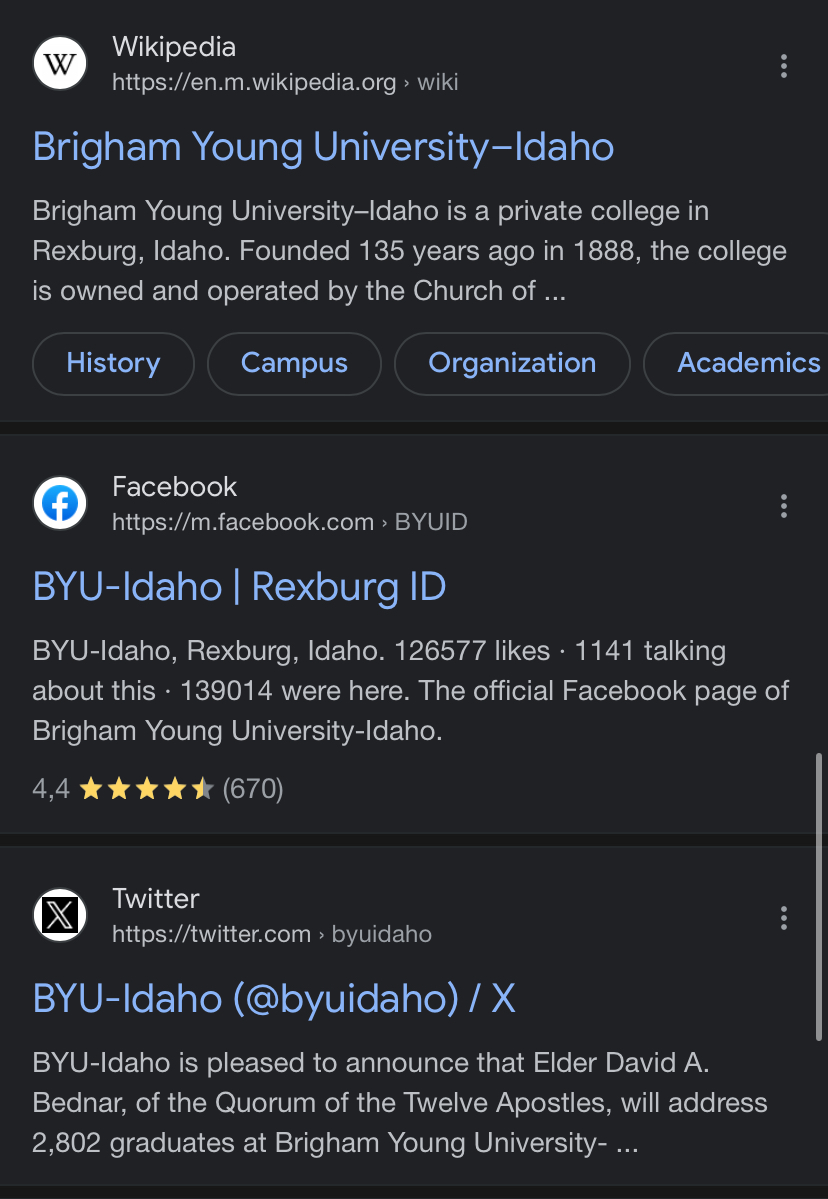 Wikipedia
https://en.m.wikipedia.org › wiki
Brigham Young University–Idaho
Brigham Young University–Idaho is a private college in
Rexburg, Idaho. Founded 135 years ago in 1888, the college
is owned and operated by the Church of ...
History Campus Organization Academics
Facebook
https://m.facebook.com › BYUID
BYU-Idaho | Rexburg ID
BYU-Idaho, Rexburg, Idaho. 126577 likes · 1141 talking
about this · 139014 were here. The official Facebook page of
Brigham Young University-Idaho.
4,4 (670)
Twitter
https://twitter.com › byuidaho
BYU-Idaho (@byuidaho) / X
BYU-Idaho is pleased to announce that Elder David A.
Bednar, of the Quorum of the Twelve Apostles, will address
2,802 graduates at Brigham Young University- ...